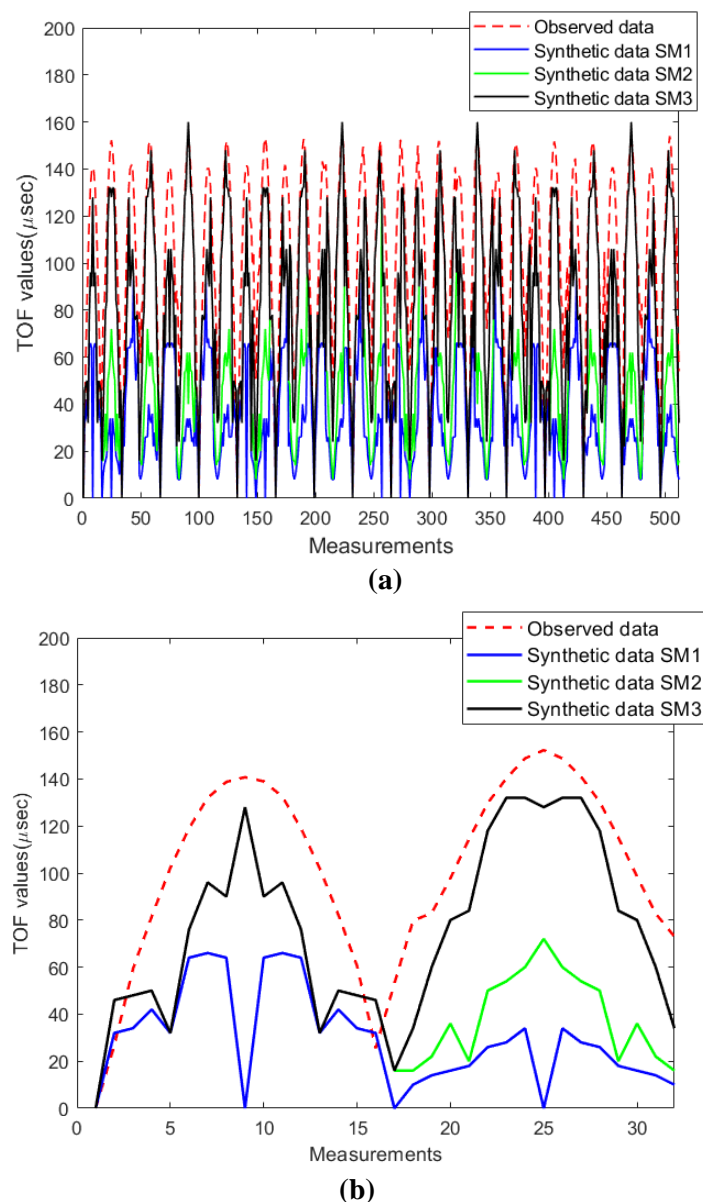 200
180
160
140
120
100
80
60
40
20
0
TOF values(μsec)
Observed data
Synthetic data SM1
Synthetic data SM2
Synthetic data SM3
0 50 100 150 200 250 300 350 400 450 500
Measurements
(a)
200
180
160
140
120
100
80
60
40
20
0
TOF values(μsec)
Observed data
Synthetic data SM1
Synthetic data SM2
Synthetic data SM3
0 5 10 15 20 25 30
Measurements
(b)